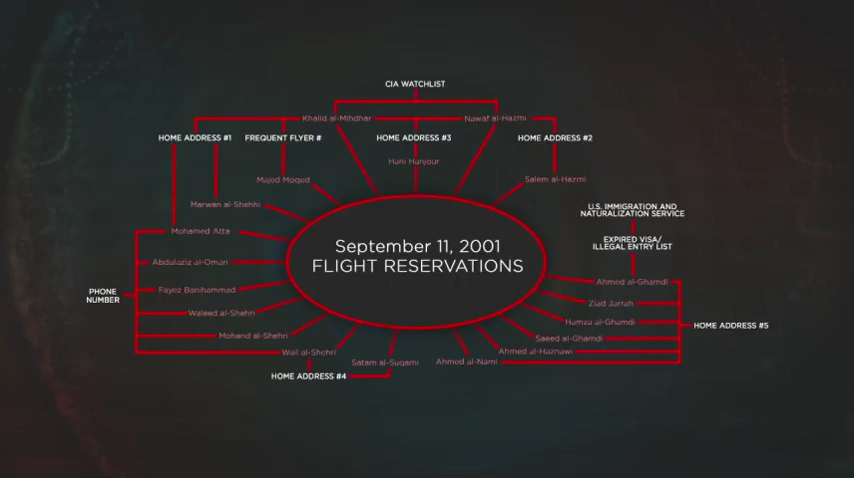 CIA WATCHLIST
Khalid al-Mihdhar
Nawaf al-Hazmi
HOME ADDRESS #1
FREQUENT FLYER #
HOME ADDRESS #3
HOME ADDRESS #2
Hani Hanjour
Majed Moqed
Salem al-Hazmi
Marwan al-Shehhi
U.S. IMMIGRATION AND
NATURALIZATION SERVICE
Mohamed Atta
EXPIRED VISA/
ILLEGAL ENTRY LIST
September 11, 2001
FLIGHT RESERVATIONS
Abdulaziz al-Omari
Ahmed al-Ghamdi
PHONE
NUMBER
Fayez Banihammad
Ziad Jarrah
Waleed al-Shehri
Hamza al-Ghamdi
HOME ADDRESS #5
Mohand al-Shehri
Saeed al-Ghamdi
Wail al-Shehri
Ahmed al-Haznawi
Satam al-Suqami
Ahmed al-Nami
HOME ADDRESS #4